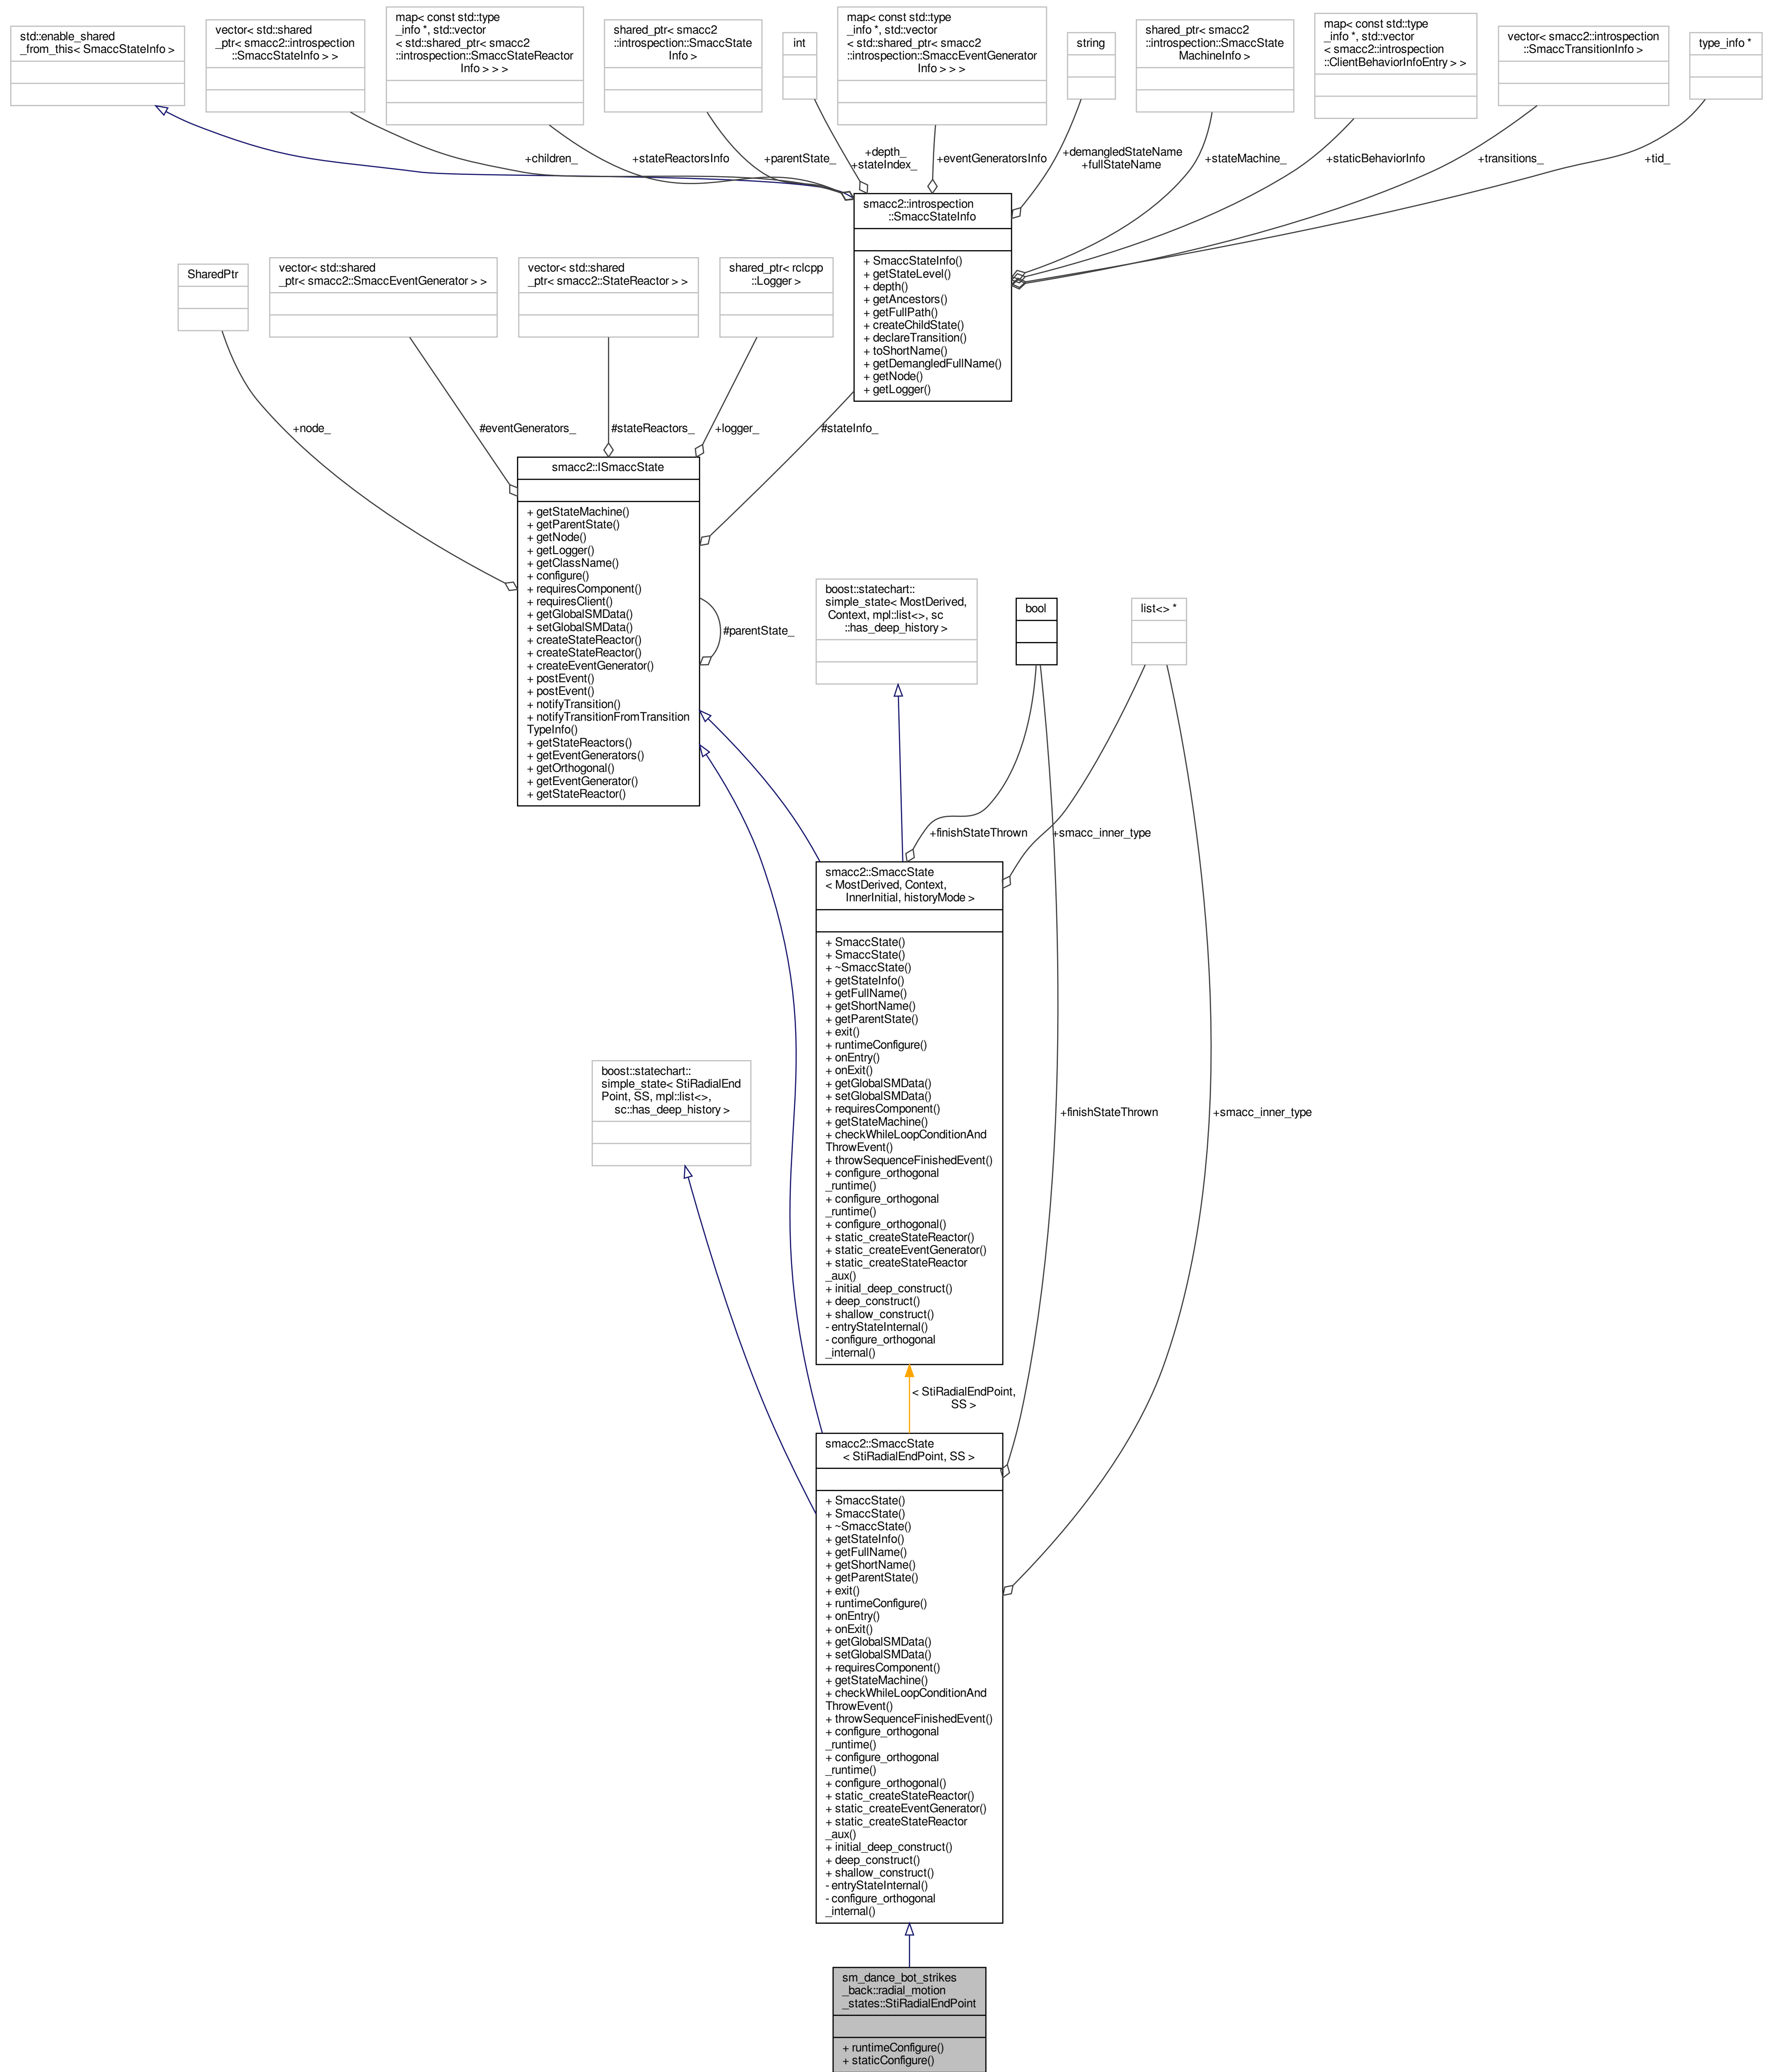 std::enable_shared
_from_this< SmaccStateInfo >
vector< std::shared
_ptr< smacc2::introspection
::SmaccStateInfo > >
map< const std::type
_info *, std::vector
< std::shared_ptr< smacc2
::introspection::SmaccStateReactor
Info > > >
shared_ptr< smacc2
::introspection::SmaccState
Info >
int
map< const std::type
_info *, std::vector
< std::shared_ptr< smacc2
::introspection::SmaccEventGenerator
Info > > >
string
shared_ptr< smacc2
::introspection::SmaccState
MachineInfo >
map< const std::type
_info *, std::vector
< smacc2::introspection
::ClientBehaviorInfoEntry > >
vector< smacc2::introspection
::SmaccTransitionInfo >
type_info *
+children_
+stateReactorsInfo
+parentState_
+depth_
+stateIndex_
+eventGeneratorsInfo
+demangledStateName
+fullStateName
+stateMachine_
+staticBehaviorInfo
+transitions_
+tid_
smacc2::introspection
::SmaccStateInfo
+ SmaccStateInfo()
+ getStateLevel()
+ depth()
+ getAncestors()
+ getFullPath()
+ createChildState()
+ declareTransition()
+ toShortName()
+ getDemangledFullName()
+ getNode()
+ getLogger()
SharedPtr
vector< std::shared
_ptr< smacc2::SmaccEventGenerator > >
vector< std::shared
_ptr< smacc2::StateReactor > >
shared_ptr< rclcpp
::Logger >
+node_
#eventGenerators_
#stateReactors_
+logger_
#stateInfo_
smacc2::ISmaccState
+ getStateMachine()
+ getParentState()
+ getNode()
+ getLogger()
+ getClassName()
+ configure()
+ requiresComponent()
+ requiresClient()
+ getGlobalSMData()
+ setGlobalSMData()
+ createStateReactor()
+ createStateReactor()
+ createEventGenerator()
+ postEvent()
+ postEvent()
+ notifyTransition()
+ notifyTransitionFromTransition
TypeInfo()
+ getStateReactors()
+ getEventGenerators()
+ getOrthogonal()
+ getEventGenerator()
+ getStateReactor()
#parentState_
boost::statechart::
simple_state< MostDerived,
Context, mpl::list<>, sc
::has_deep_history >
bool
list<> *
+finishStateThrown
+smacc_inner_type
smacc2::SmaccState
< MostDerived, Context,
InnerInitial, historyMode >
+ SmaccState()
+ SmaccState()
+ ~SmaccState()
+ getStateInfo()
+ getFullName()
+ getShortName()
+ getParentState()
+ exit()
+ runtimeConfigure()
+ onEntry()
+ onExit()
+ getGlobalSMData()
+ setGlobalSMData()
+ requiresComponent()
+ getStateMachine()
+ checkWhileLoopConditionAnd
ThrowEvent()
+ throwSequenceFinishedEvent()
+ configure_orthogonal
_runtime()
+ configure_orthogonal
_runtime()
+ configure_orthogonal()
+ static_createStateReactor()
+ static_createEventGenerator()
+ static_createStateReactor
_aux()
+ initial_deep_construct()
+ deep_construct()
+ shallow_construct()
- entryStateInternal()
- configure_orthogonal
_internal()
boost::statechart::
simple_state< StiRadialEnd
Point, SS, mpl::list<>,
sc::has_deep_history >
+finishStateThrown
+smacc_inner_type
< StiRadialEndPoint,
SS >
smacc2::SmaccState
< StiRadialEndPoint, SS >
+ SmaccState()
+ SmaccState()
+ ~SmaccState()
+ getStateInfo()
+ getFullName()
+ getShortName()
+ getParentState()
+ exit()
+ runtimeConfigure()
+ onEntry()
+ onExit()
+ getGlobalSMData()
+ setGlobalSMData()
+ requiresComponent()
+ getStateMachine()
+ checkWhileLoopConditionAnd
ThrowEvent()
+ throwSequenceFinishedEvent()
+ configure_orthogonal
_runtime()
+ configure_orthogonal
_runtime()
+ configure_orthogonal()
+ static_createStateReactor()
+ static_createEventGenerator()
+ static_createStateReactor
_aux()
+ initial_deep_construct()
+ deep_construct()
+ shallow_construct()
- entryStateInternal()
- configure_orthogonal
_internal()
sm_dance_bot_strikes
_back::radial_motion
_states::StiRadialEndPoint
+ runtimeConfigure()
+ staticConfigure()